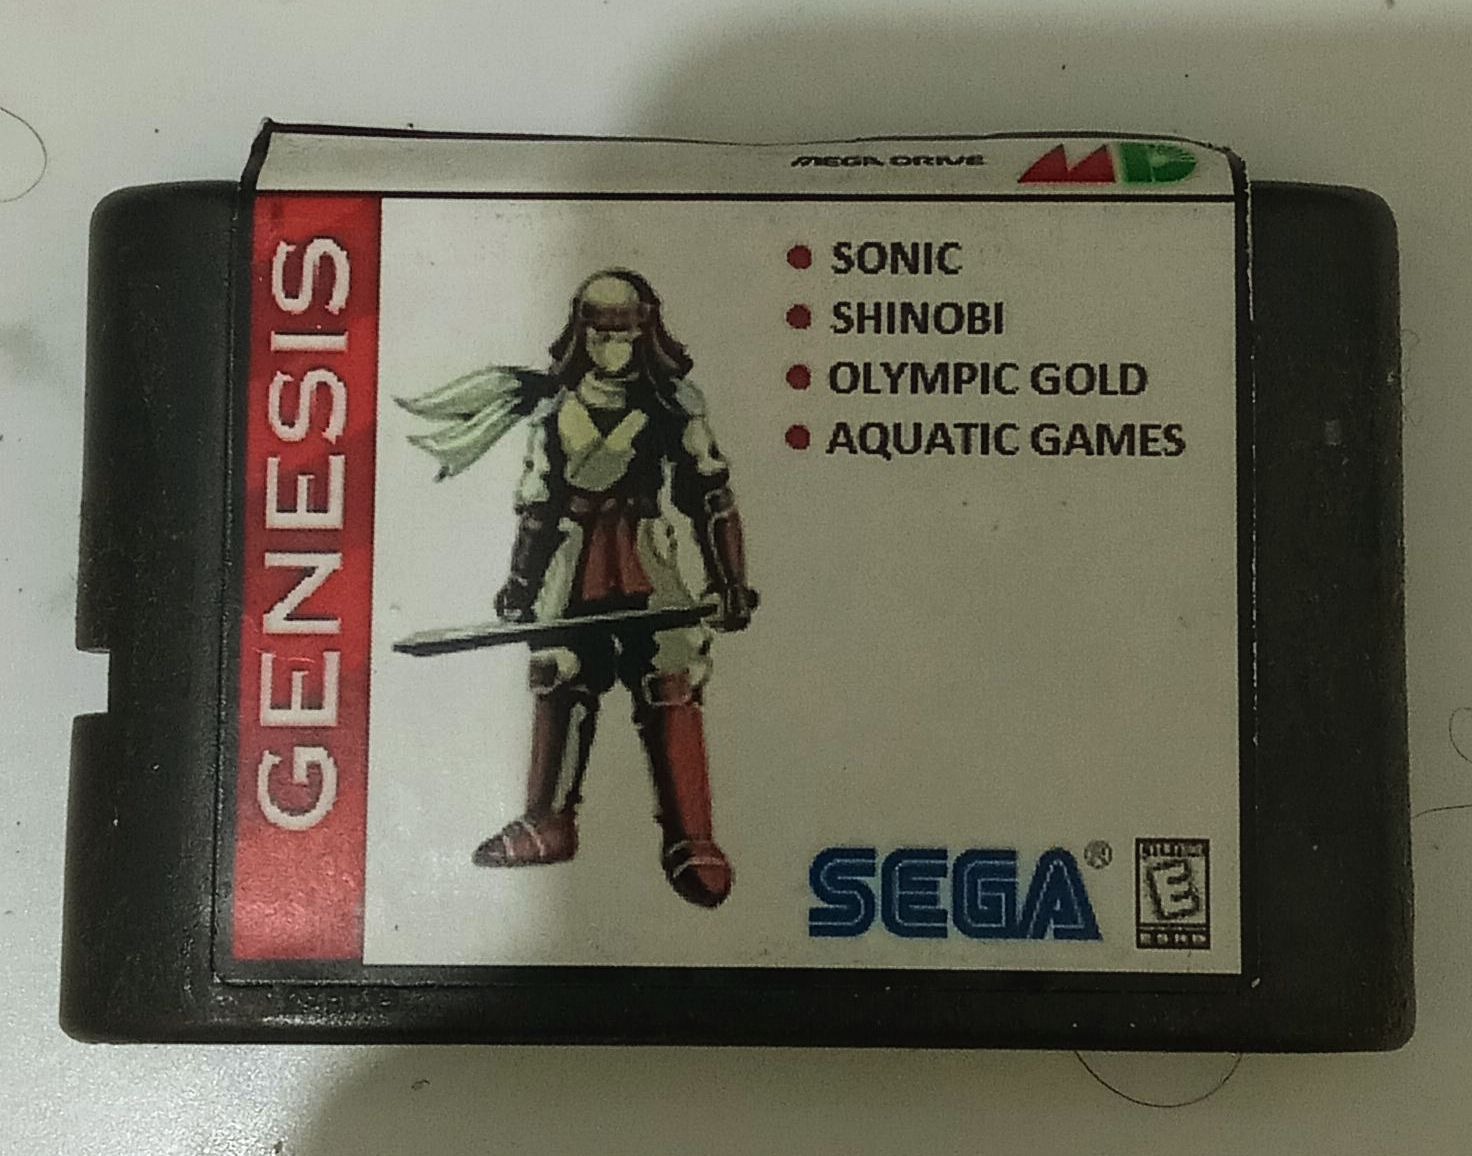 MEGA DRIVE MD
GENESIS
SONIC
SHINOBI
OLYMPIC GOLD
AQUATIC GAMES
SEGA®
E